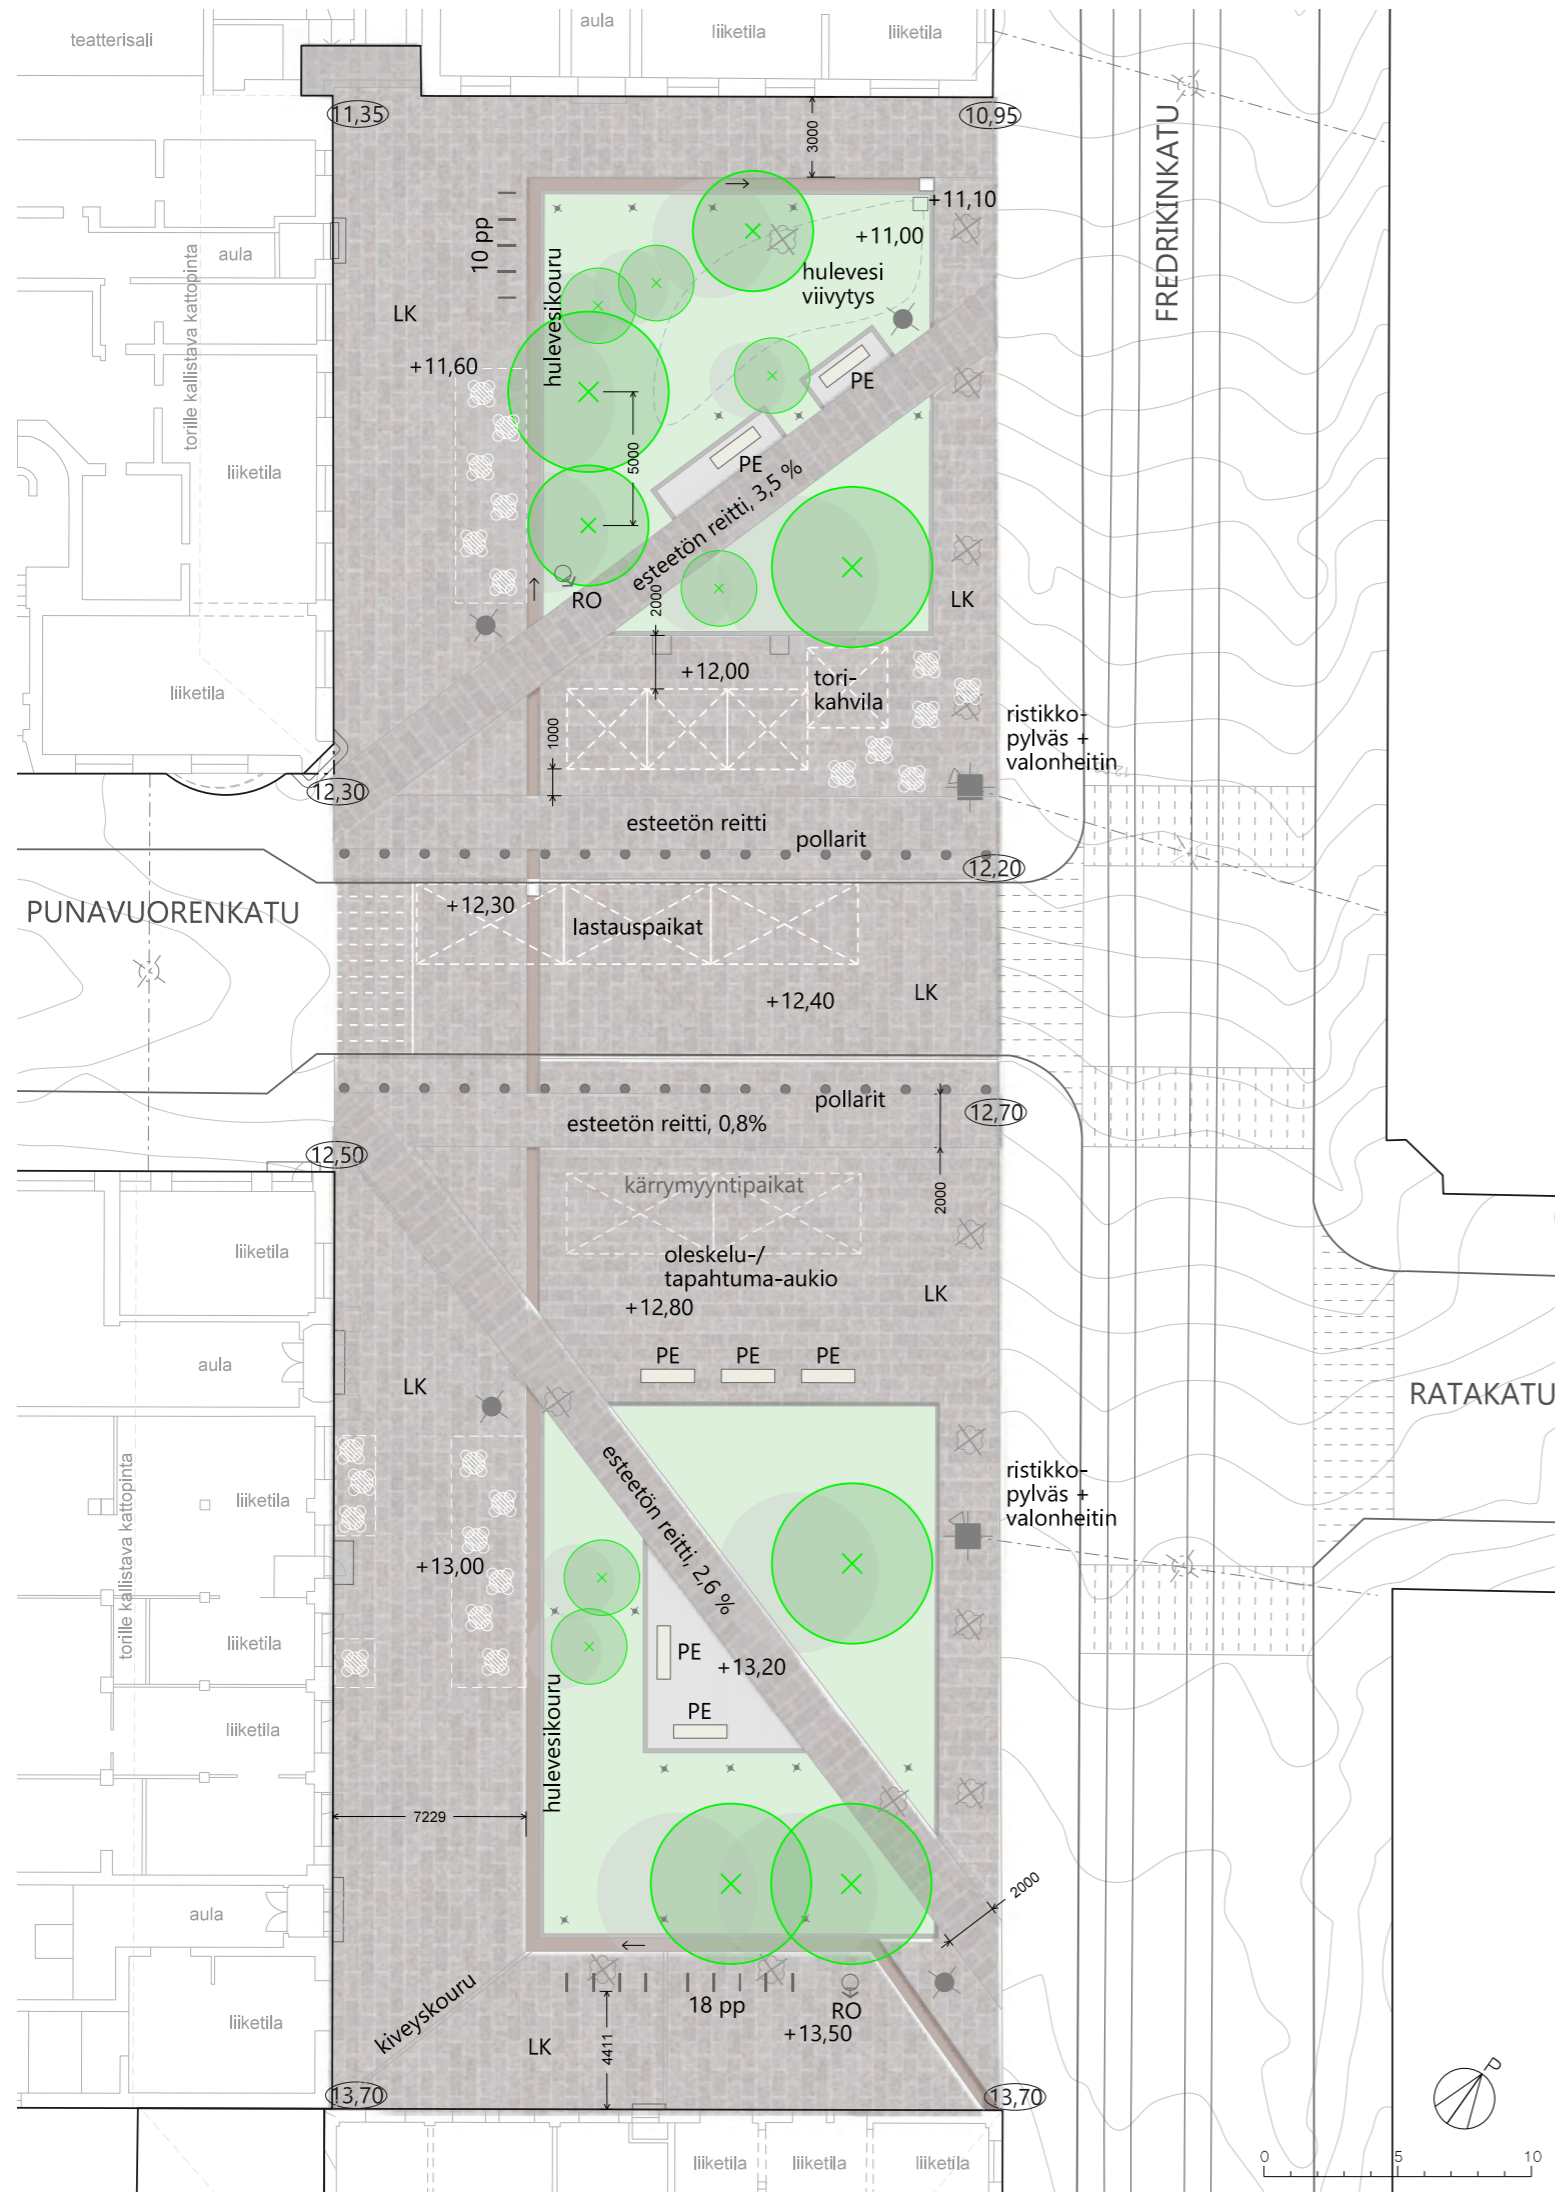 teatterisali
aula
liiketila
liiketila
11,35
10,95
3000
FREDRIKINKATU
+11,10
10 pp
+11,00
aula
torille kallistava kattopinta
hulevesikouru
hulevesi
viivytys
LK
+11,60
PE
liiketila
5000
PE
esteetön reitti, 3,5 %
RO
2000
LK
+12,00
tori-
kahvila
liiketila
ristikko-
pylväs +
valonheitin
1000
12,30
esteetön reitti
pollarit
12,20
PUNAVUORENKATU
+12,30
lastauspaikat
+12,40
LK
pollarit
12,70
esteetön reitti, 0,8%
12,50
kärrymyyntipaikat
2000
liiketila
oleskelu-/
tapahtuma-aukio
+12,80
LK
aula
PE
PE
PE
LK
RATAKATU
torille kallistava kattopinta
liiketila
esteetön reitti, 2,6 %
ristikko-
pylväs +
valonheitin
+13,00
liiketila
PE
+13,20
PE
liiketila
hulevesikouru
7229
aula
2000
kiveyskouru
18 pp
RO
+13,50
liiketila
LK
4411
13,70
13,70
P
liiketila
liiketila
liiketila
0
5
10